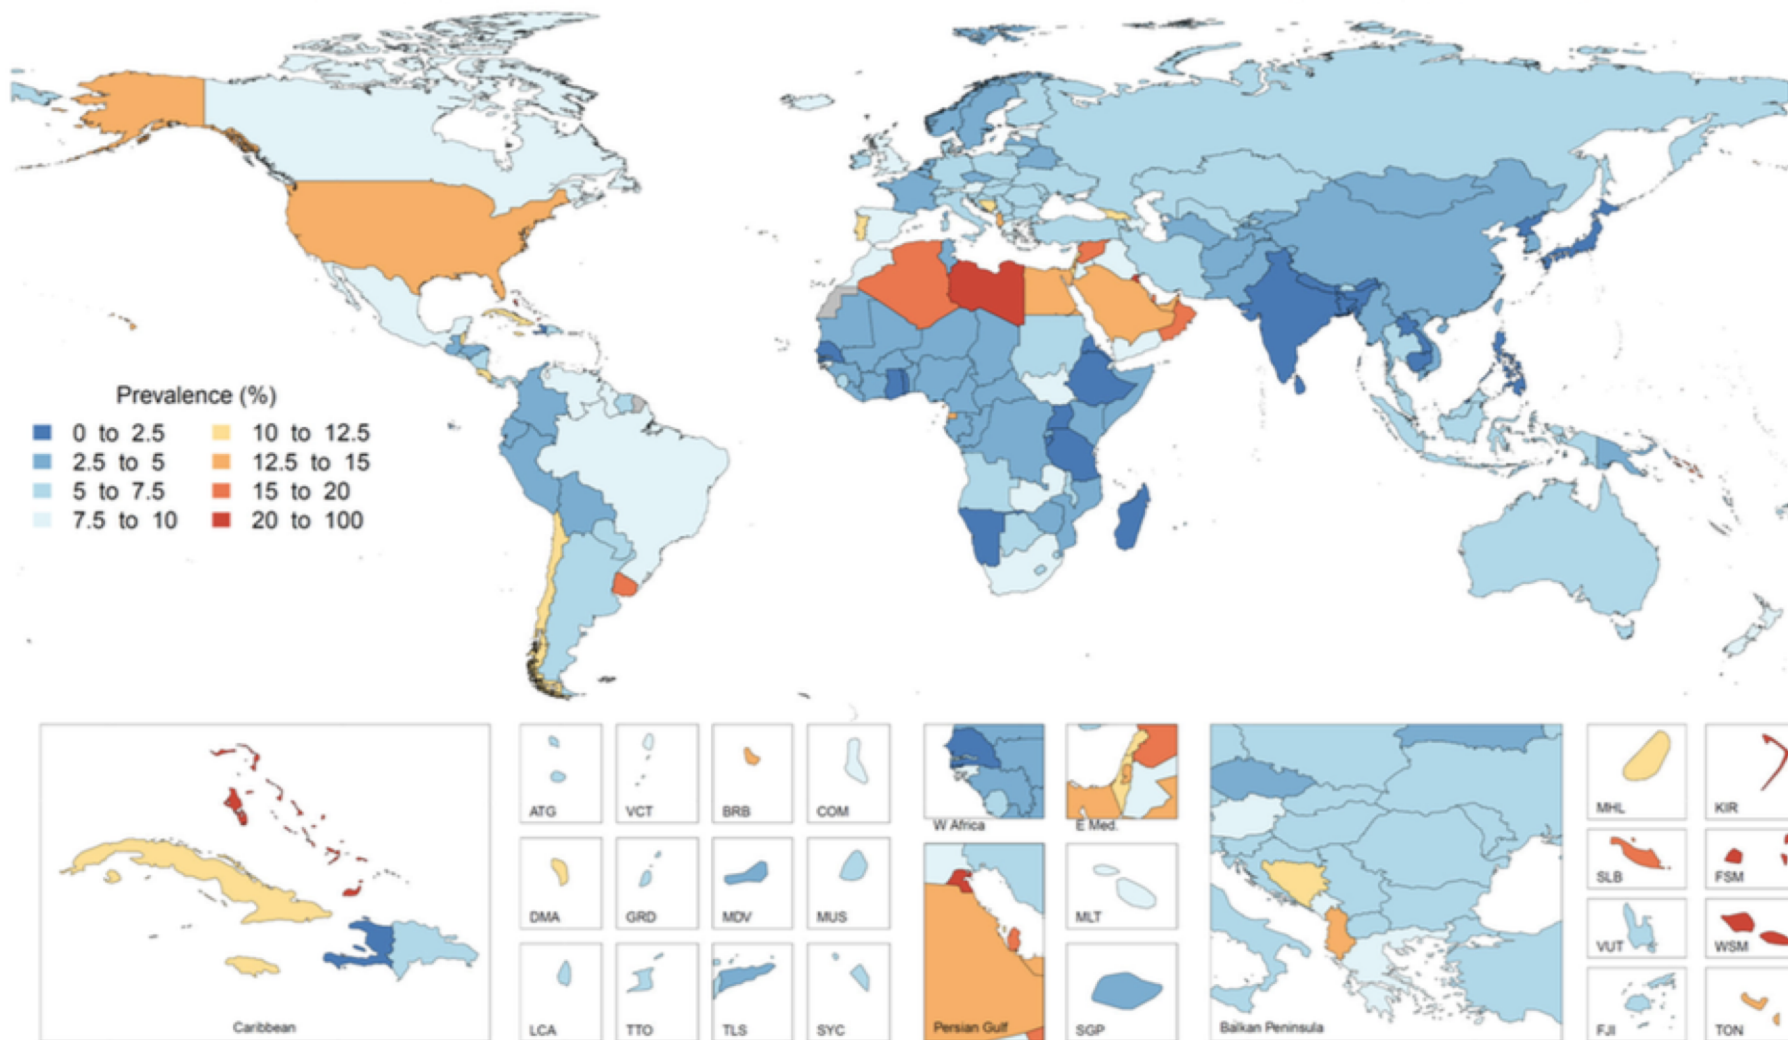 Prevalence (%)
0 to 2.5
10 to 12.5
2.5 to 5
12.5 to 15
5 to 7.5
15 to 20
7.5 to 10
20 to 100
Caribbean
ATG
VCT
BRB
COM
DMA
GRD
MDV
MUS
LCA
TTO
TLS
SYC
W Africa
E Med.
Persian Gulf
MLT
SGP
Balkan Peninsula
MHL
KIR
SLB
FSM
VUT
WSM
FJI
TON